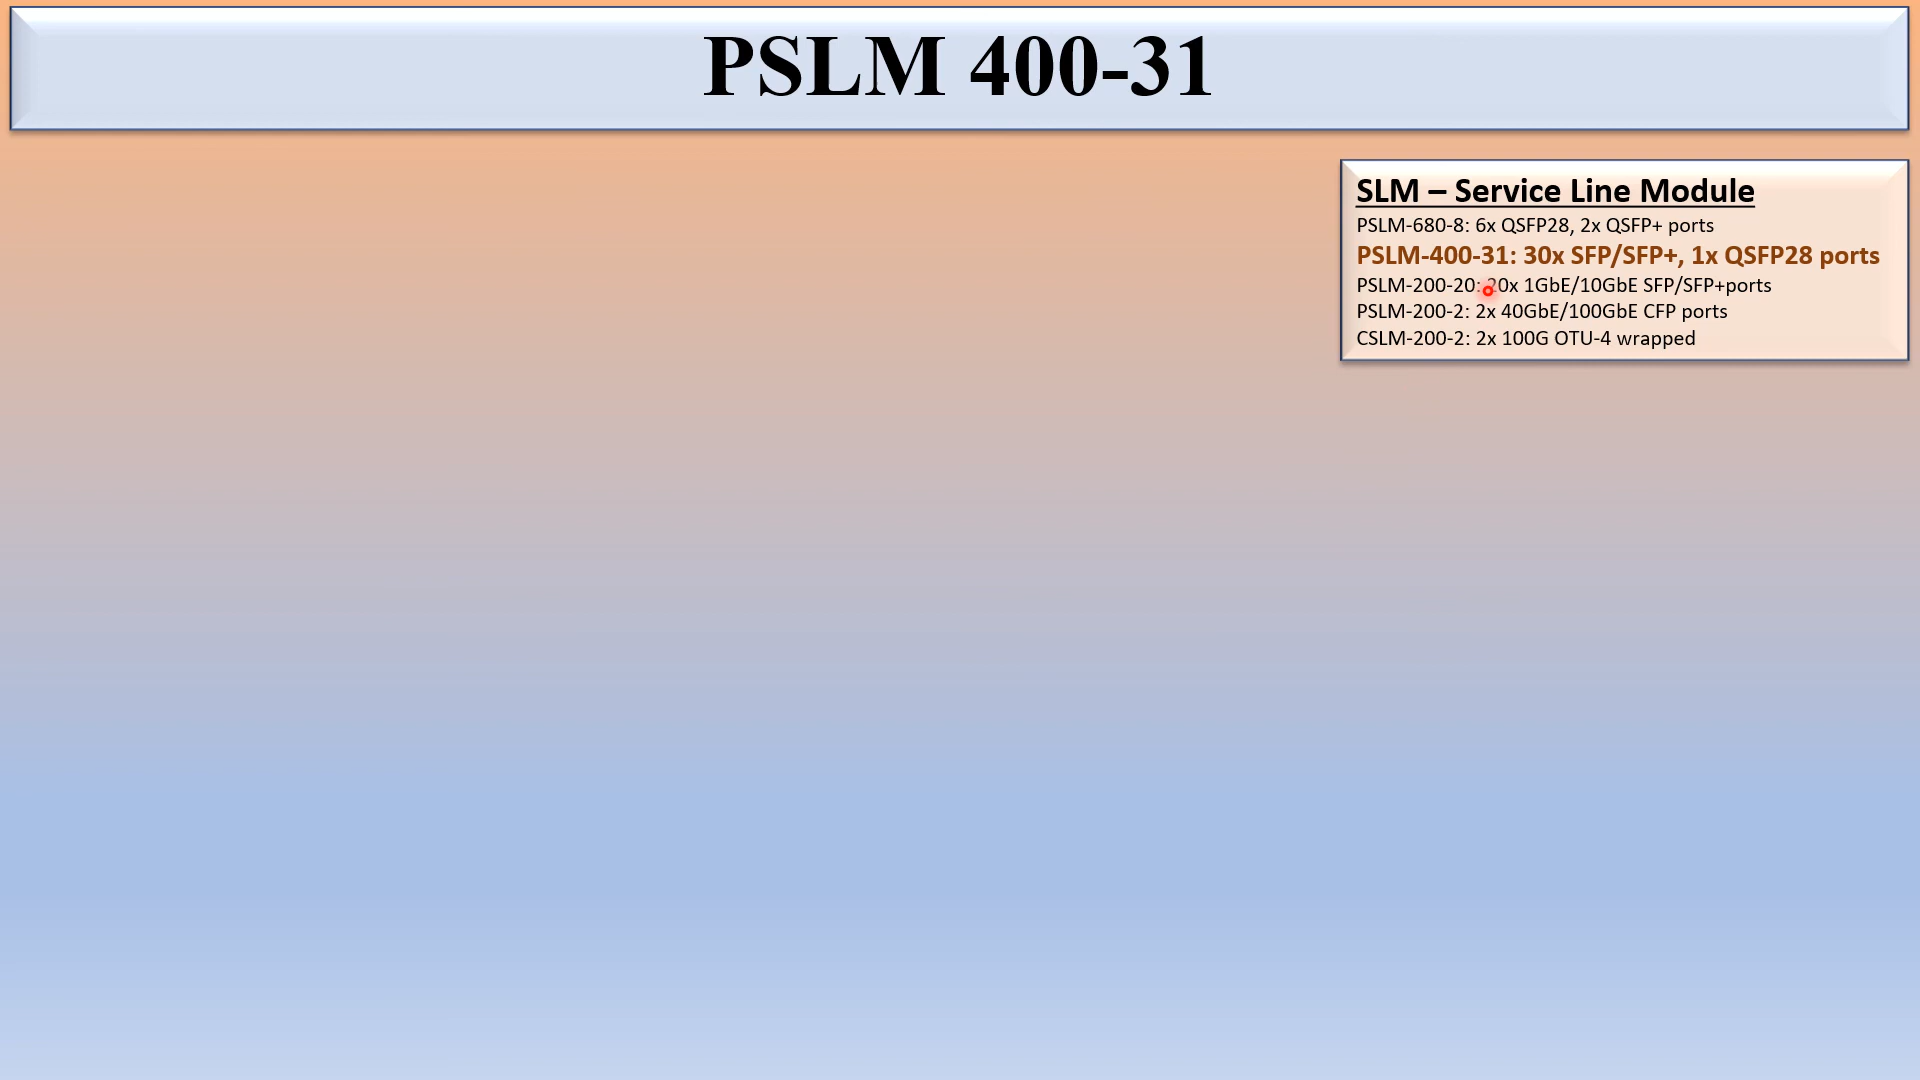 PSLM 400-31
SLM – Service Line Module
PSLM-680-8: 6x QSFP28, 2x QSFP+ ports
PSLM-400-31: 30x SFP/SFP+, 1x QSFP28 ports
PSLM-200-20: 20x 1GbE/10GbE SFP/SFP+ports
PSLM-200-2: 2x 40GbE/100GbE CFP ports
CSLM-200-2: 2x 100G OTU-4 wrapped